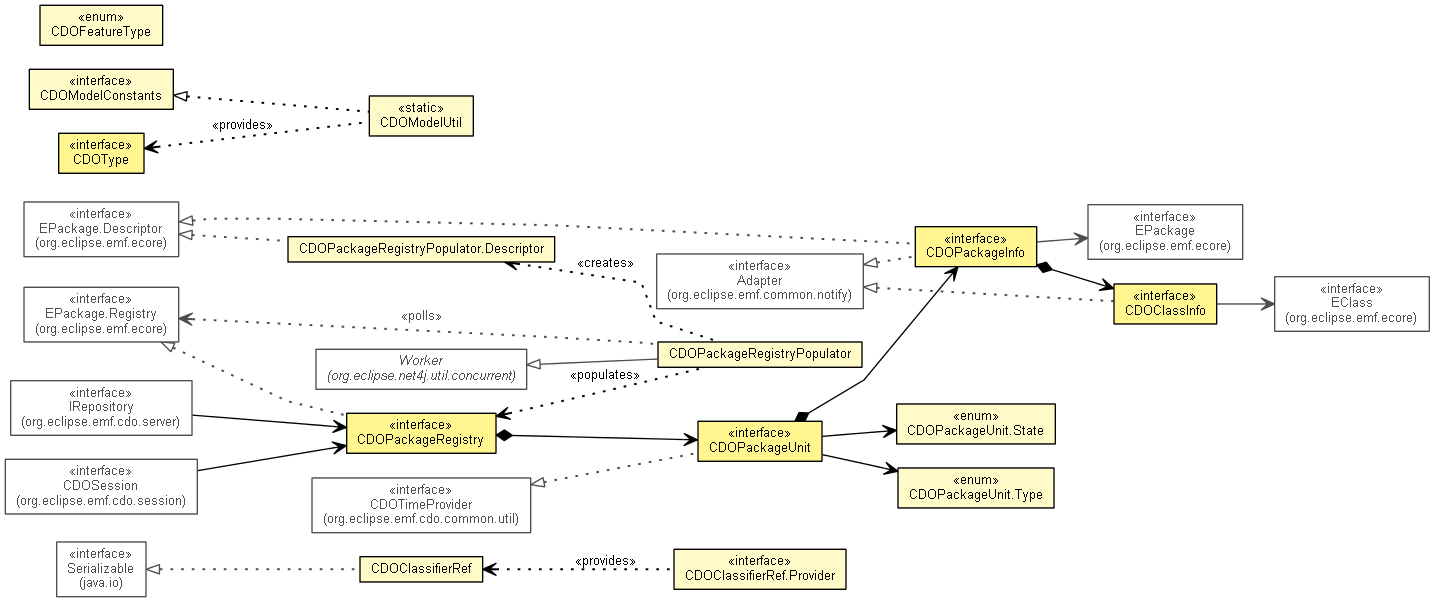 «enum»
CDOFeatureType
«interface»
CDOModelConstants
«static»
CDOModelUtil
«provides»
«interface»
CDOType
«interface»
EPackage.Descriptor
(org.eclipse.emf.ecore)
CDOPackageRegistryPopulator.Descriptor
«creates»
«interface»
Adapter
(org.eclipse.emf.common.notify)
«interface»
CDOPackageInfo
«interface»
EPackage
(org.eclipse.emf.ecore)
«interface»
CDOClassInfo
«interface»
EClass
(org.eclipse.emf.ecore)
«interface»
EPackage.Registry
(org.eclipse.emf.ecore)
«polls»
Worker
(org.eclipse.net4j.util.concurrent)
CDOPackageRegistryPopulator
«populates»
«interface»
IRepository
(org.eclipse.emf.cdo.server)
«interface»
CDOPackageRegistry
«interface»
CDOPackageUnit
«enum»
CDOPackageUnit.State
«interface»
CDOSession
(org.eclipse.emf.cdo.session)
«interface»
CDOTimeProvider
(org.eclipse.emf.cdo.common.util)
«enum»
CDOPackageUnit.Type
«interface»
Serializable
(java.io)
CDOClassifierRef
«provides»
«interface»
CDOClassifierRef.Provider